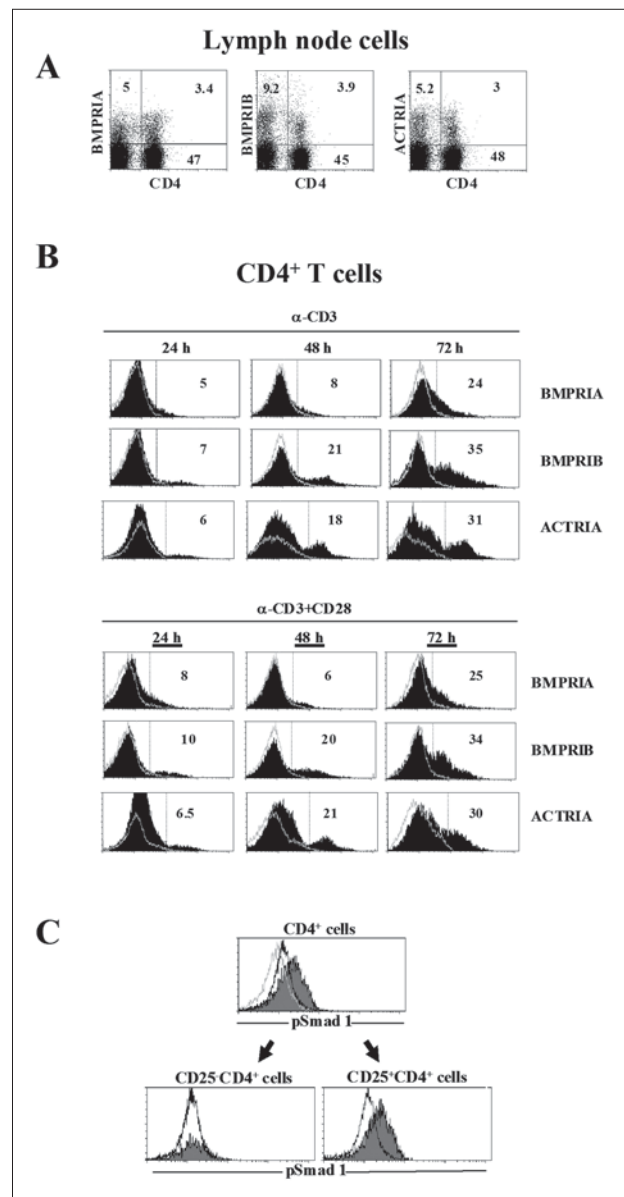 Lymph node cells
A
BMPRIA
5
3.4
47
CD4
BMPRIB
9.2
3.9
45
CD4
ACTRIA
5.2
3
48
CD4
B
CD4+ T cells
α-CD3
24 h 48 h 72 h
5 8 24 BMPRIA
7 21 35 BMPRIB
6 18 31 ACTRIA
α-CD3+CD28
24 h 48 h 72 h
8 6 25 BMPRIA
10 20 34 BMPRIB
6.5 21 30 ACTRIA
C
CD4+ cells
pSmad 1
CD25-CD4+ cells CD25+CD4+ cells
pSmad 1